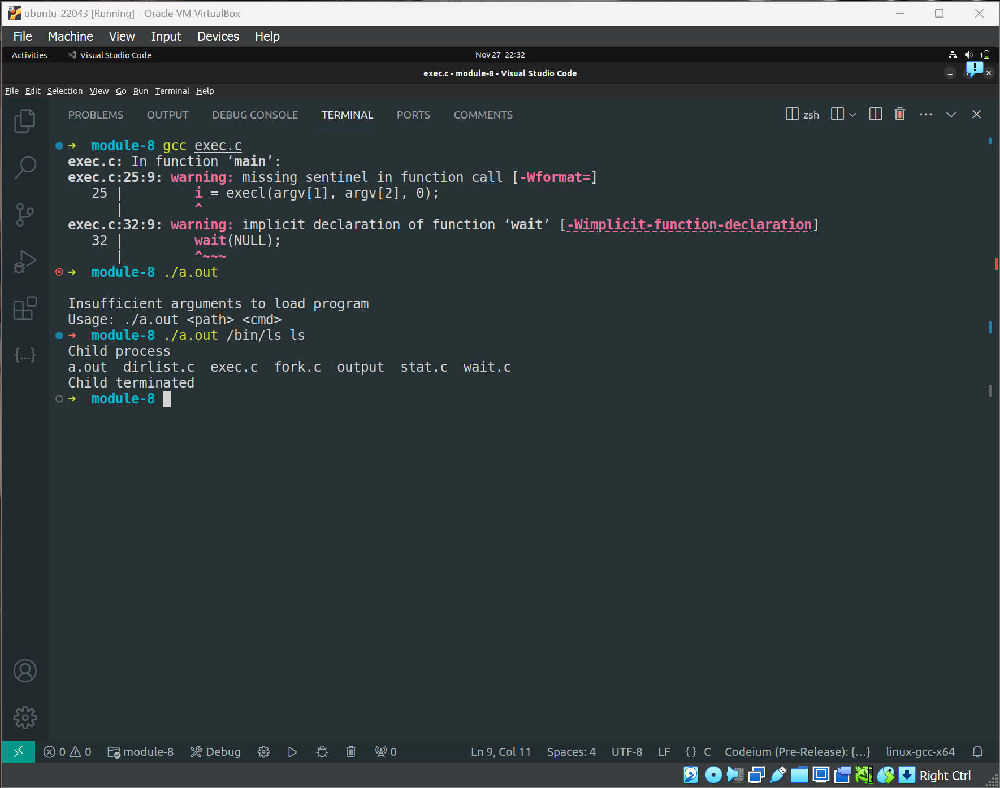 ubuntu-22043 [Running] - Oracle VM VirtualBox
File Machine View Input Devices Help
Activities Visual Studio Code Nov 27 22:32
exec.c - module-8 - Visual Studio Code
File Edit Selection View Go Run Terminal Help
PROBLEMS OUTPUT DEBUG CONSOLE TERMINAL PORTS COMMENTS zsh
➜ module-8 gcc exec.c
exec.c: In function ‘main’:
exec.c:25:9: warning: missing sentinel in function call [-Wformat=]
25 | i = execl(argv[1], argv[2], 0);
| ^
exec.c:32:9: warning: implicit declaration of function ‘wait’ [-Wimplicit-function-declaration]
32 | wait(NULL);
| ^~~~
➜ module-8 ./a.out
Insufficient arguments to load program
Usage: ./a.out <path> <cmd>
➜ module-8 ./a.out /bin/ls ls
Child process
a.out dirlist.c exec.c fork.c output stat.c wait.c
Child terminated
➜ module-8
0 0 module-8 Debug 0 Ln 9, Col 11 Spaces: 4 UTF-8 LF {} C Codeium (Pre-Release): {...} linux-gcc-x64
Right Ctrl